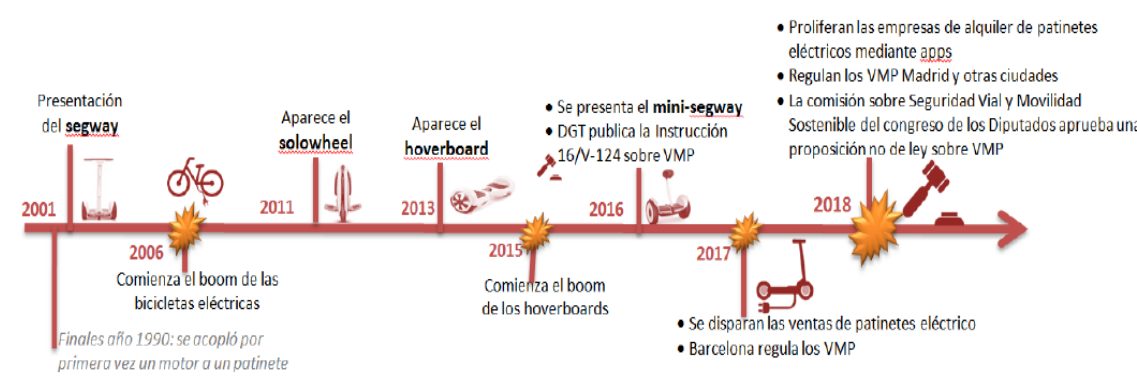 Presentación
del segway
2001
2006
Comienza el boom de las
bicicletas eléctricas
Finales año 1990: se acopló por
primera vez un motor a un patinete
Aparece el
solowheel
2011
Aparece el
hoverboard
2013
2015
Comienza el boom
de los hoverboards
• Se presenta el mini-segway
• DGT publica la Instrucción
16/V-124 sobre VMP
2016
2017
• Se disparan las ventas de patinetes eléctrico
• Barcelona regula los VMP
• Proliferan las empresas de alquiler de patinetes
eléctricos mediante apps
• Regulan los VMP Madrid y otras ciudades
• La comisión sobre Seguridad Vial y Movilidad
Sostenible del congreso de los Diputados aprueba una
proposición no de ley sobre VMP
2018